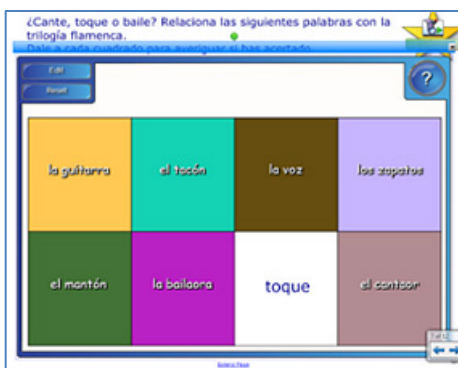 ¿Cante, toque o baile? Relaciona las siguientes palabras con la
trilogía flamenca.
Dale a cada cuadrado para averiguar si has acertado.
Edit
Reset
?
la guitarra
el tacón
la voz
los zapatos
el mantón
la bailaora
toque
el cantaor